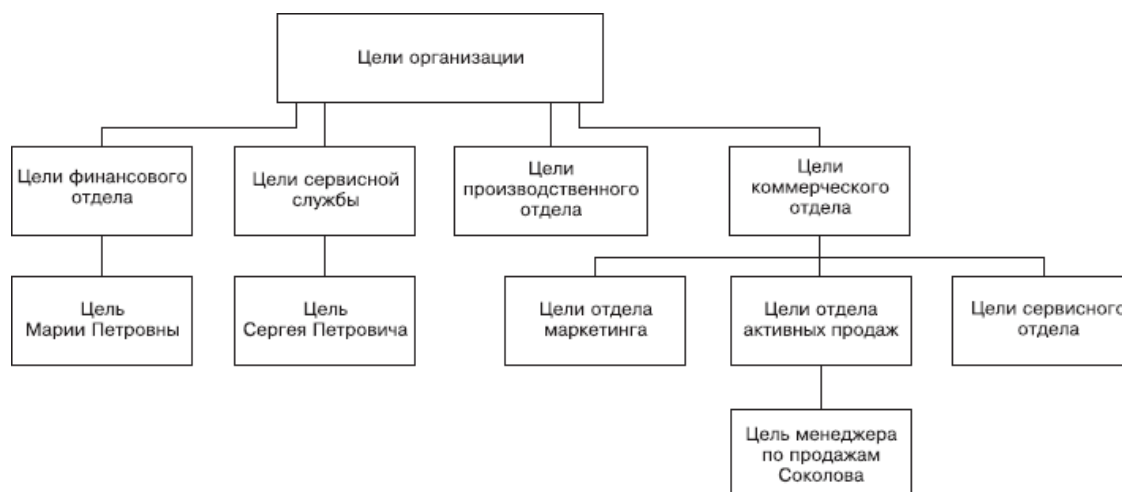 Цели организации
Цели финансового
отдела
Цели сервисной
службы
Цели
производственного
отдела
Цели
коммерческого
отдела
Цель
Марии Петровны
Цель
Сергея Петровича
Цели отдела
маркетинга
Цели отдела
активных продаж
Цели сервисного
отдела
Цель менеджера
по продажам
Соколова